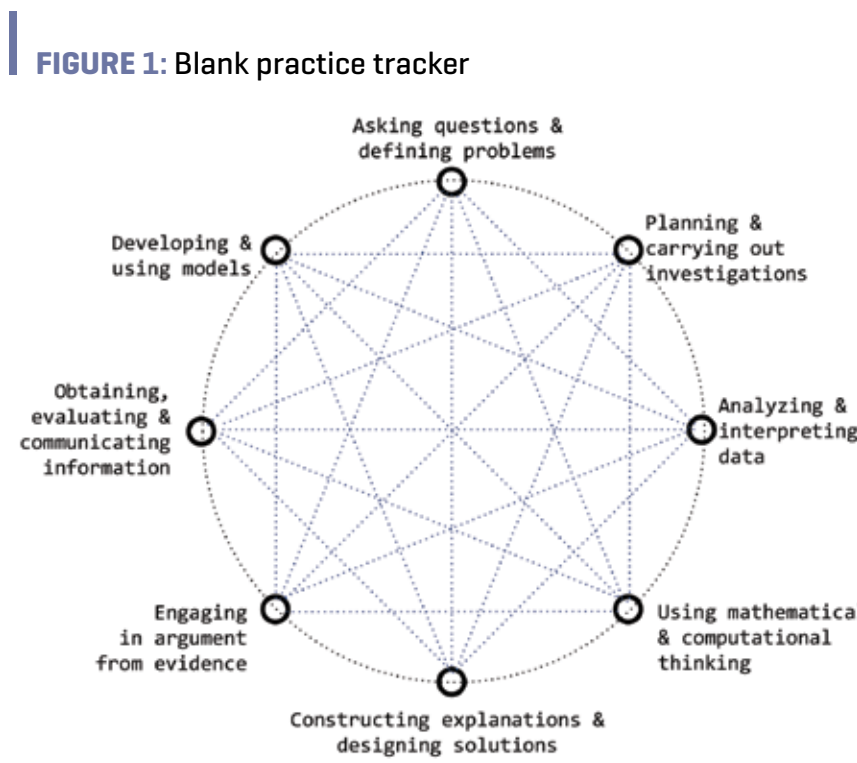 FIGURE 1: Blank practice tracker
Asking questions &
defining problems
Planning &
carrying out
investigations
Developing &
using models
Obtaining,
evaluating &
communicating
information
Analyzing &
interpreting
data
Engaging
in argument
from evidence
Using mathematical
& computational
thinking
Constructing explanations &
designing solutions